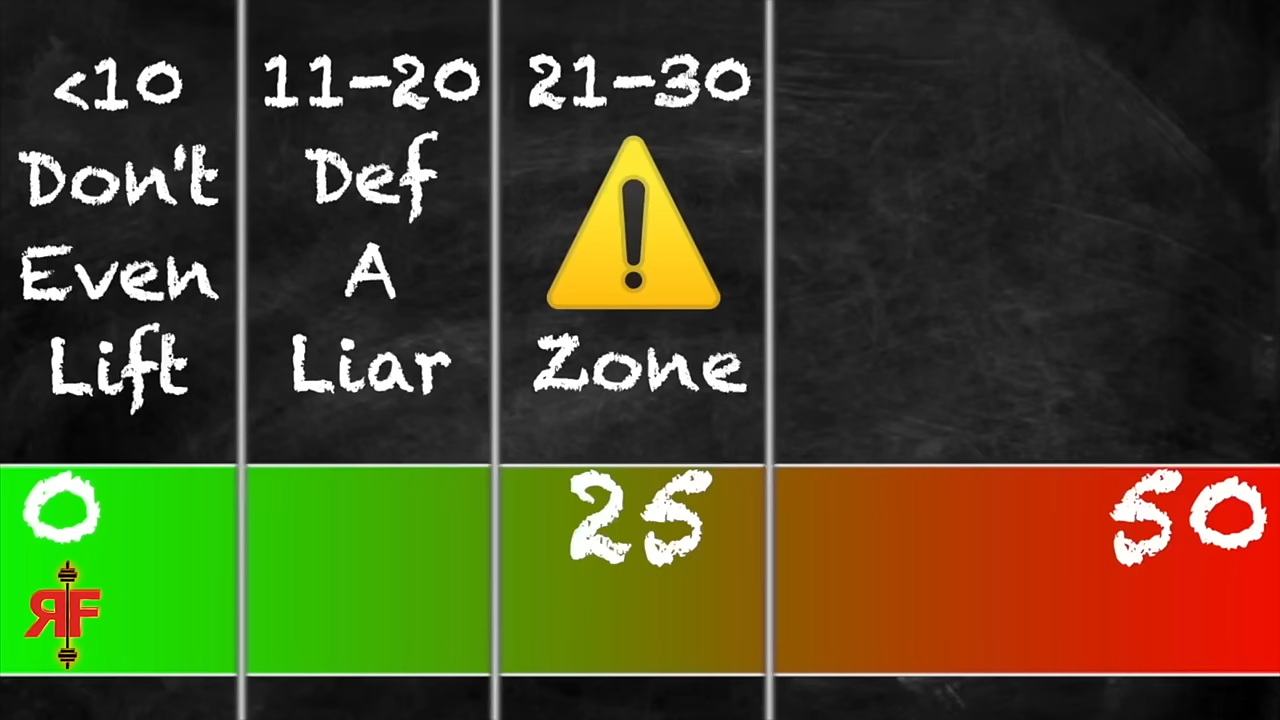 <10
Don't
Even
Lift
11-20
Def
A
Liar
21-30
Zone
0
25
50
RF